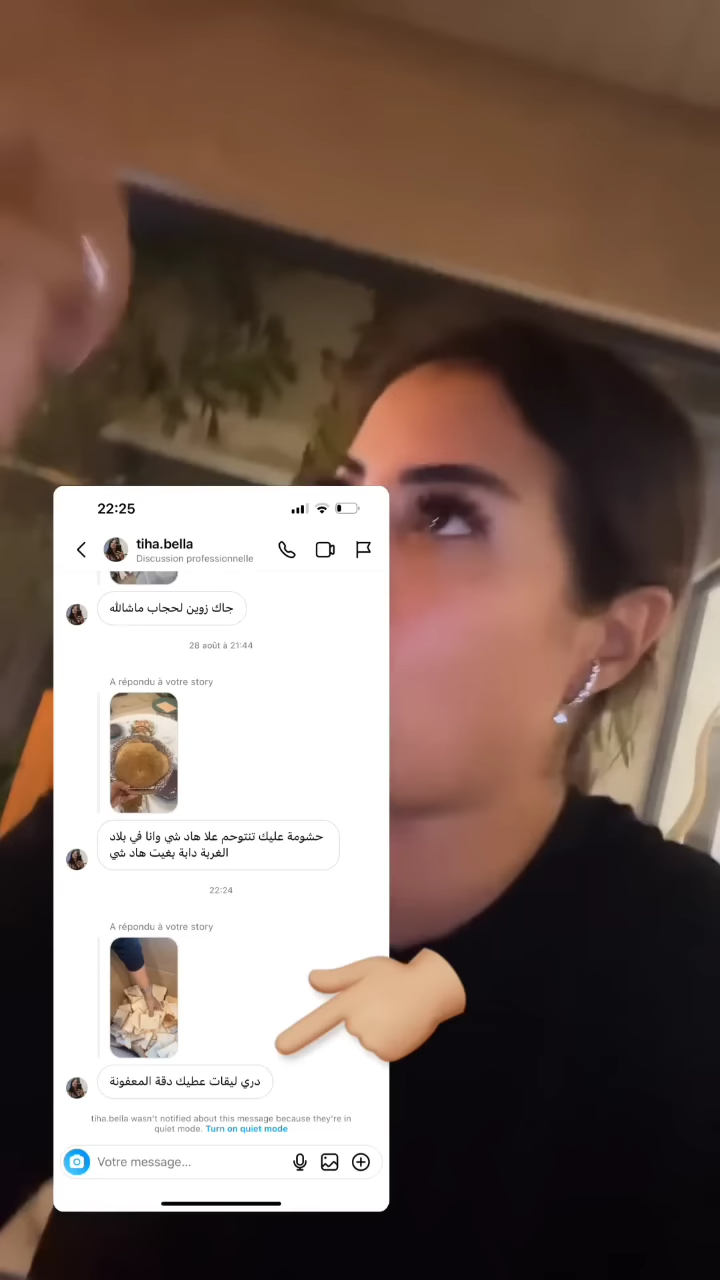 22:25
tiha.bella
Discussion professionnelle
جاك زوين لحجاب ماشالله
28 août à 21:44
A répondu à votre story
حشومة عليك تنتوحم علا هاد شي وانا في بلاد
الغربة دابة بغيت هاد شي
22:24
A répondu à votre story
دري ليقات عطيك دقة المعفونة
tiha.bella wasn't notified about this message because they're in
quiet mode. Turn on quiet mode
Votre message...